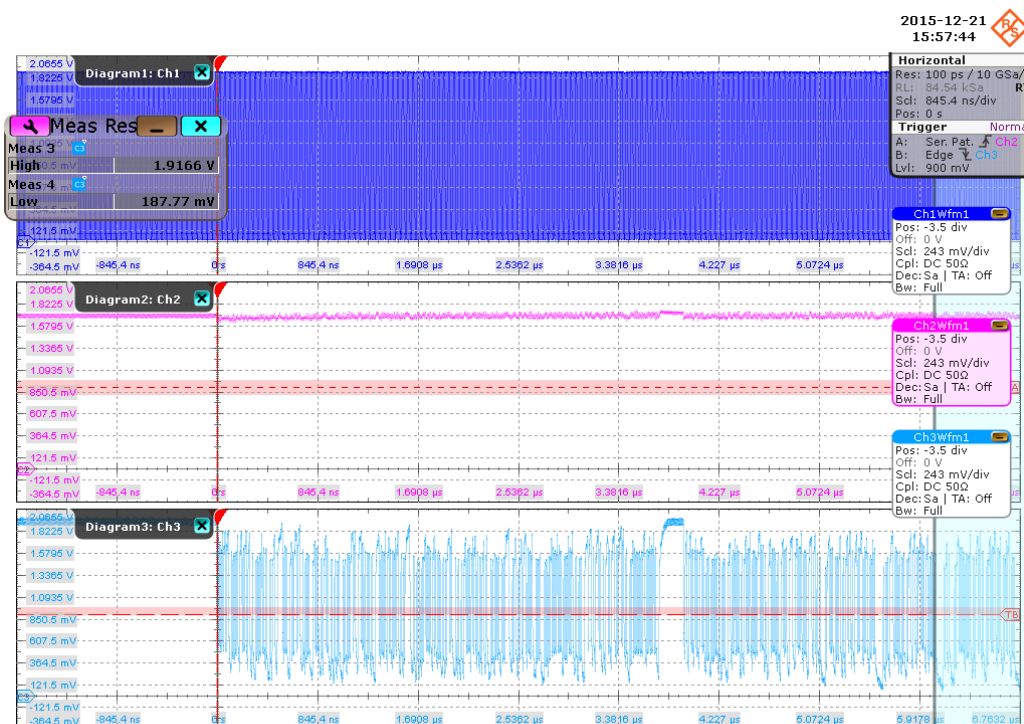 2015-12-21
15:57:44
R/S
Horizontal
Res: 100 ps / 10 GSa/
RL: 84.54 kSa R
Scl: 845.4 ns/div
Pos: 0 s
Trigger Norma
A: Ser. Pat. Ch2
B: Edge Ch3
Lvl: 900 mV
Diagram1: Ch1
2.0655 V
1.8225 V
1.5795 V
Meas Res
Meas 3 C3
High 1.9166 V
Meas 4 C3
Low 187.77 mV
121.5 mV
C1
-121.5 mV
-364.5 mV
-845.4 ns
0 s
845.4 ns
1.6908 µs
2.5362 µs
3.3816 µs
4.227 µs
5.0724 µs
Ch1Wfm1
Pos: -3.5 div
Off: 0 V
Scl: 243 mV/div
Cpl: DC 50Ω
Dec: Sa | TA: Off
Bw: Full
Diagram2: Ch2
2.0655 V
1.8225 V
1.5795 V
1.3365 V
1.0935 V
850.5 mV
607.5 mV
364.5 mV
121.5 mV
C2
-121.5 mV
-364.5 mV
-845.4 ns
0 s
845.4 ns
1.6908 µs
2.5362 µs
3.3816 µs
4.227 µs
5.0724 µs
A
Ch2Wfm1
Pos: -3.5 div
Off: 0 V
Scl: 243 mV/div
Cpl: DC 50Ω
Dec: Sa | TA: Off
Bw: Full
Ch3Wfm1
Pos: -3.5 div
Off: 0 V
Scl: 243 mV/div
Cpl: DC 50Ω
Dec: Sa | TA: Off
Bw: Full
Diagram3: Ch3
2.0655 V
1.8225 V
1.5795 V
1.3365 V
1.0935 V
850.5 mV
607.5 mV
364.5 mV
121.5 mV
C3
-121.5 mV
-364.5 mV
-845.4 ns
0 s
845.4 ns
1.6908 µs
2.5362 µs
3.3816 µs
4.227 µs
5.0724 µs
5.9178
6.7632 µs
TB